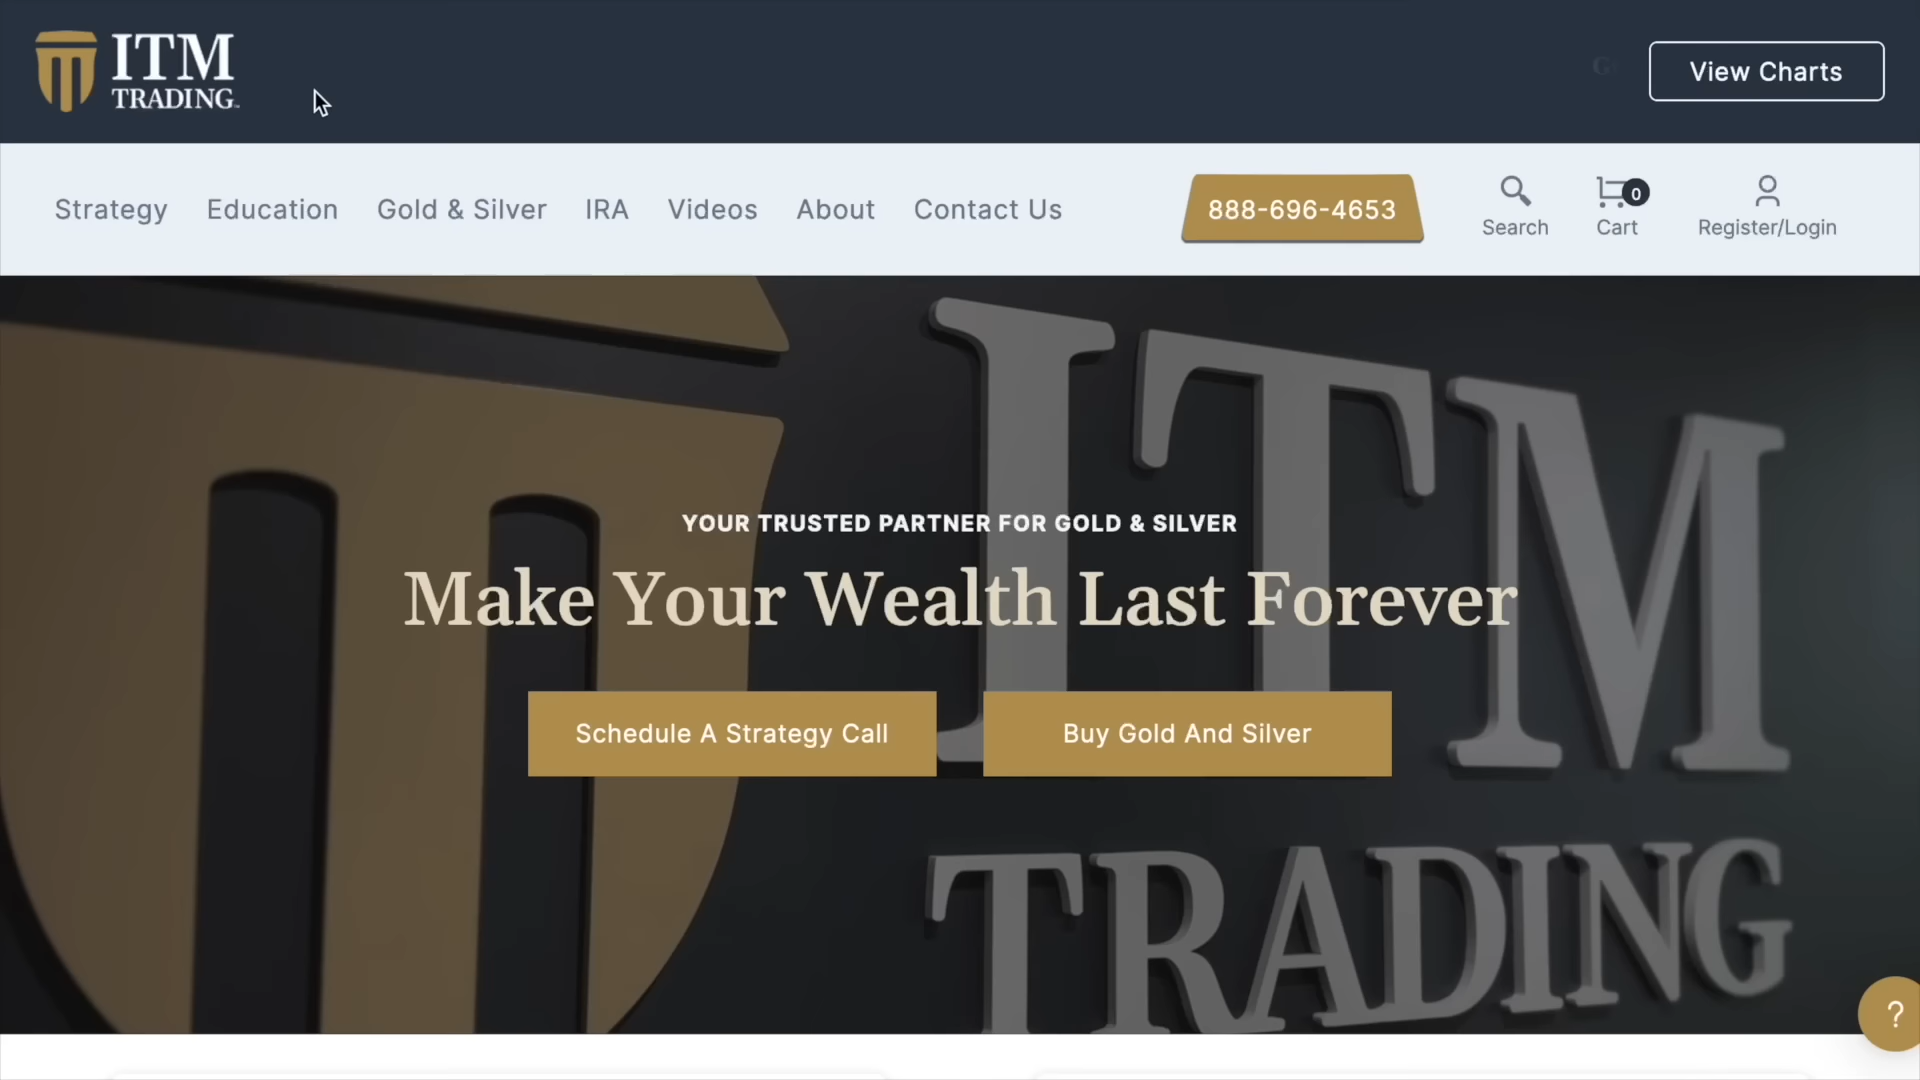 ITM
TRADING
View Charts
Strategy
Education
Gold & Silver
IRA
Videos
About
Contact Us
888-696-4653
Search
0
Cart
Register/Login
ITM
YOUR TRUSTED PARTNER FOR GOLD & SILVER
Make Your Wealth Last Forever
Schedule A Strategy Call
Buy Gold And Silver
TRADING
?